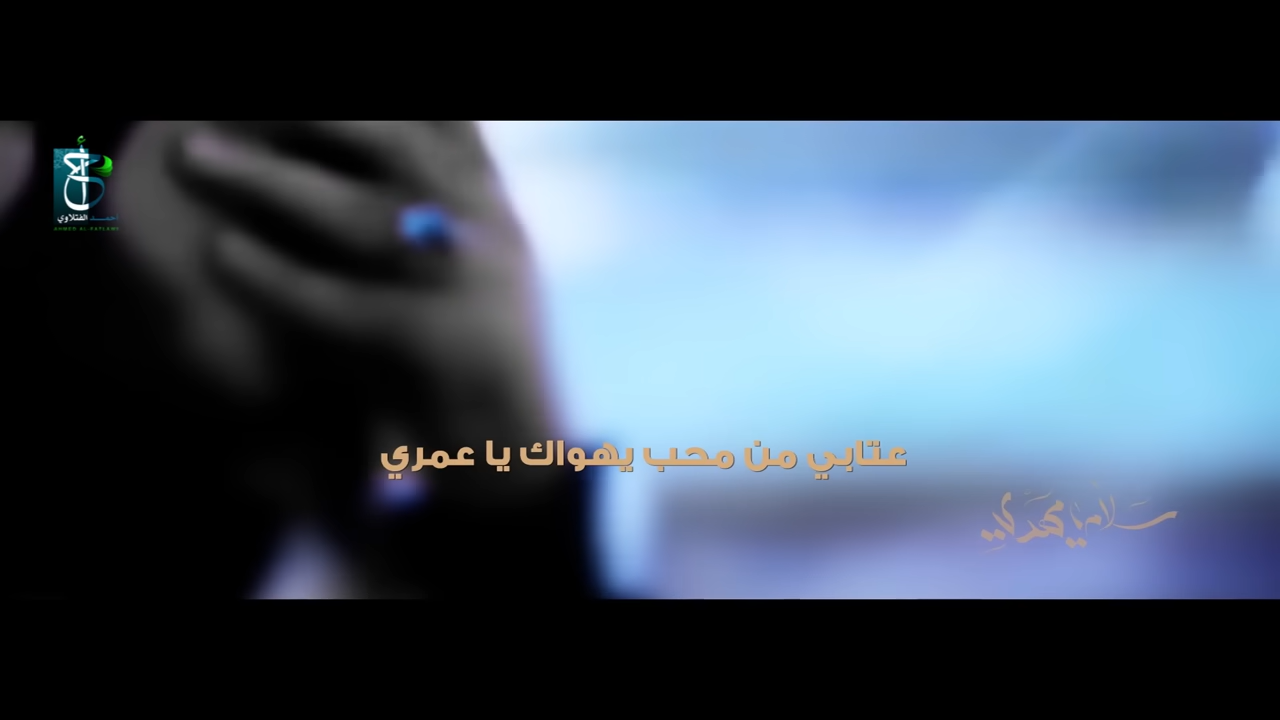 أحمد الفتلاوي
AHMED AL FATLAWI
عتابي من محب يهواك يا عمري
سلام يا مهدي